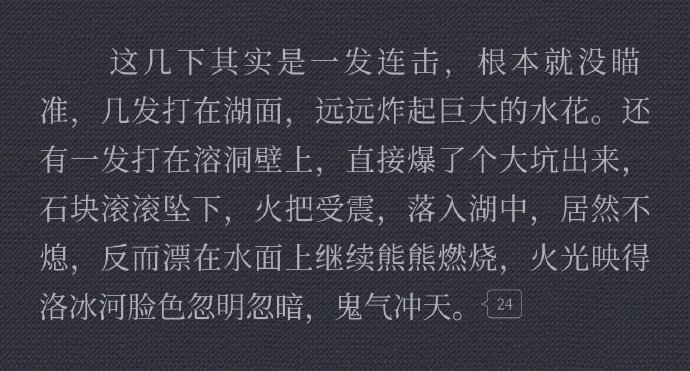 这几下其实是一发连击，根本就没瞄
准，几发打在湖面，远远炸起巨大的水花。还
有一发打在溶洞壁上，直接爆了个大坑出来，
石块滚滚坠下，火把受震，落入湖中，居然不
熄，反而漂在水面上继续熊熊燃烧，火光映得
洛冰河脸色忽明忽暗，鬼气冲天。 24